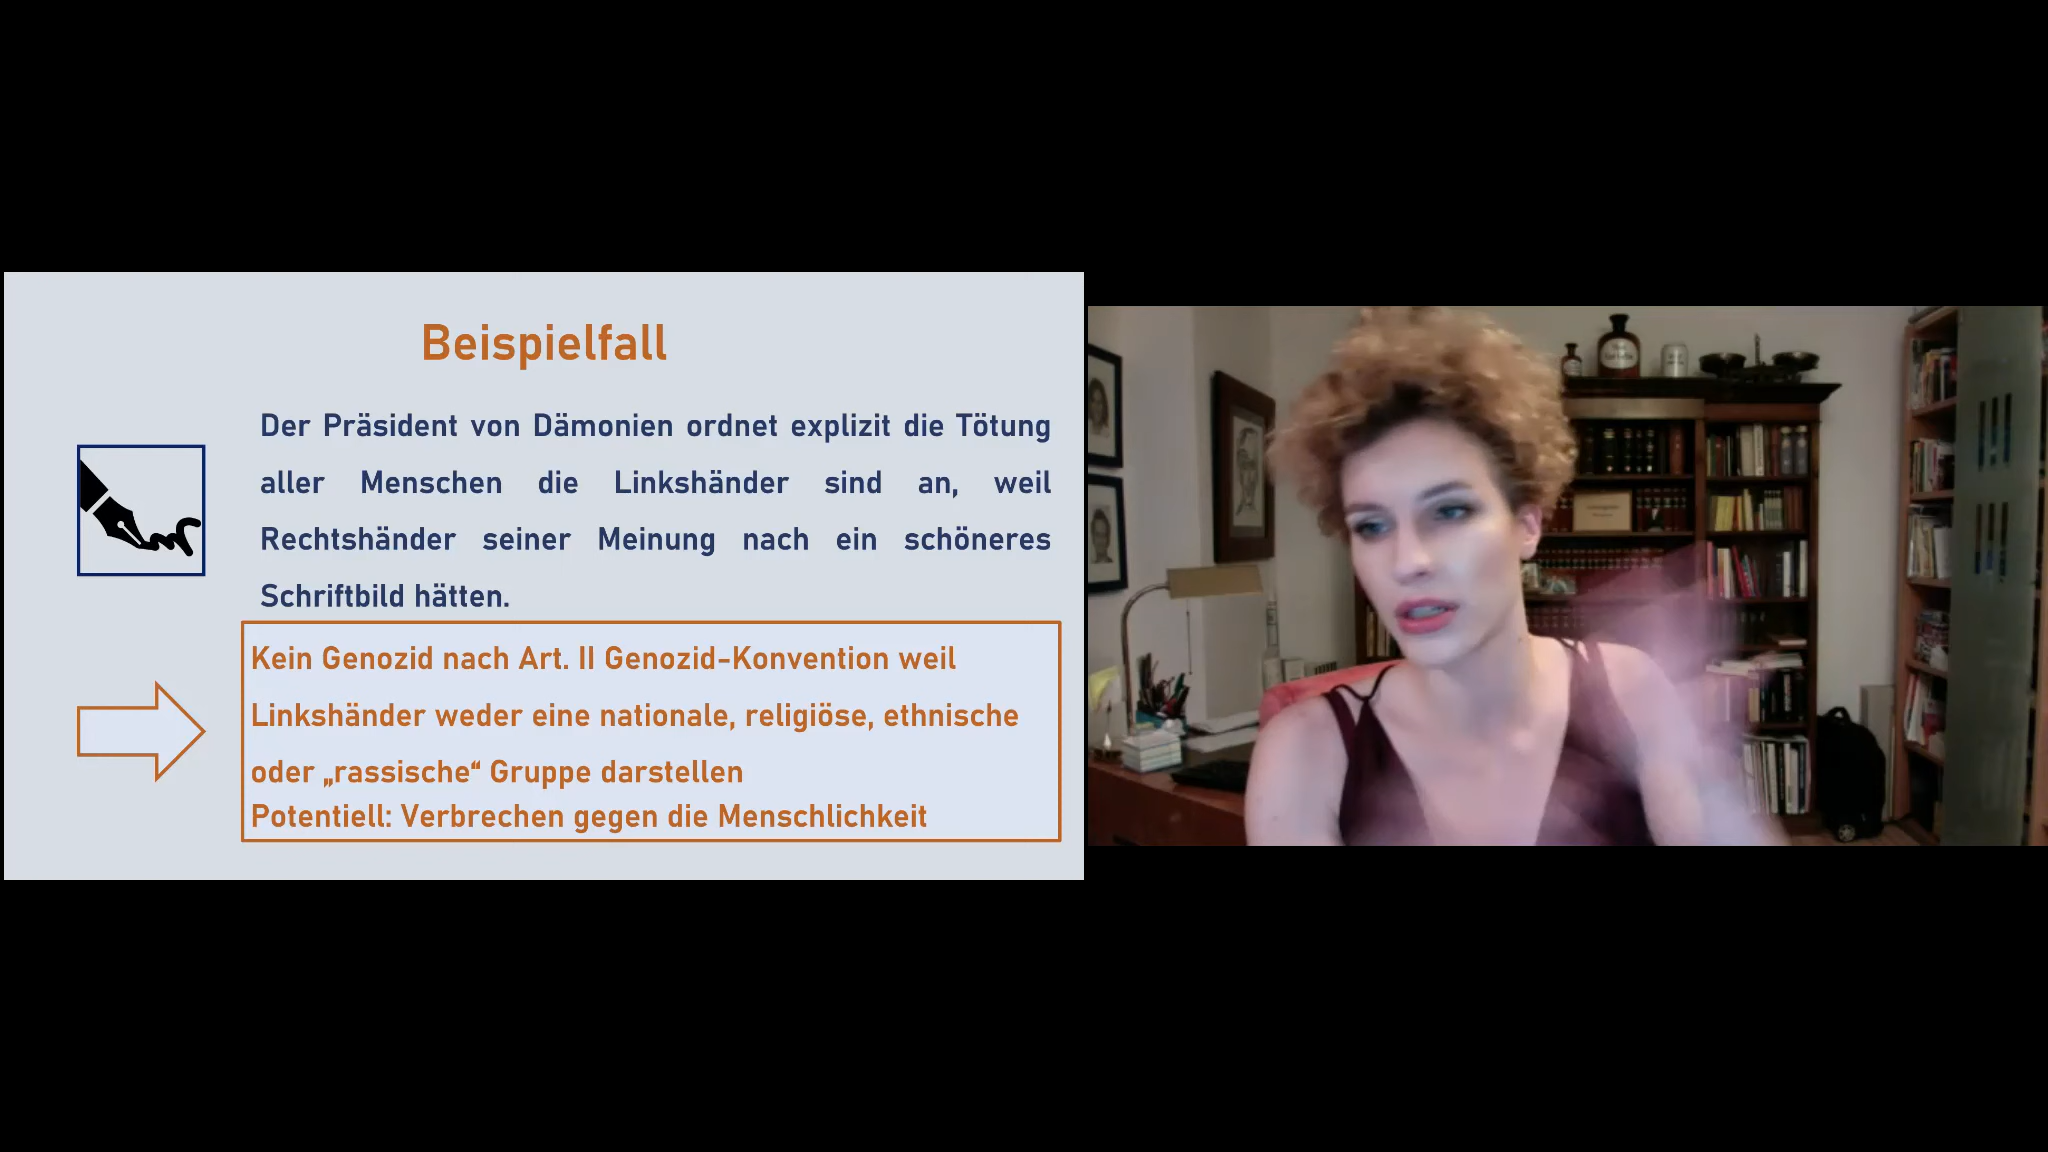 Beispielfall
Der Präsident von Dämonien ordnet explizit die Tötung
aller Menschen die Linkshänder sind an, weil
Rechtshänder seiner Meinung nach ein schöneres
Schriftbild hätten.
Kein Genozid nach Art. II Genozid-Konvention weil
Linkshänder weder eine nationale, religiöse, ethnische
oder „rassische“ Gruppe darstellen
Potentiell: Verbrechen gegen die Menschlichkeit